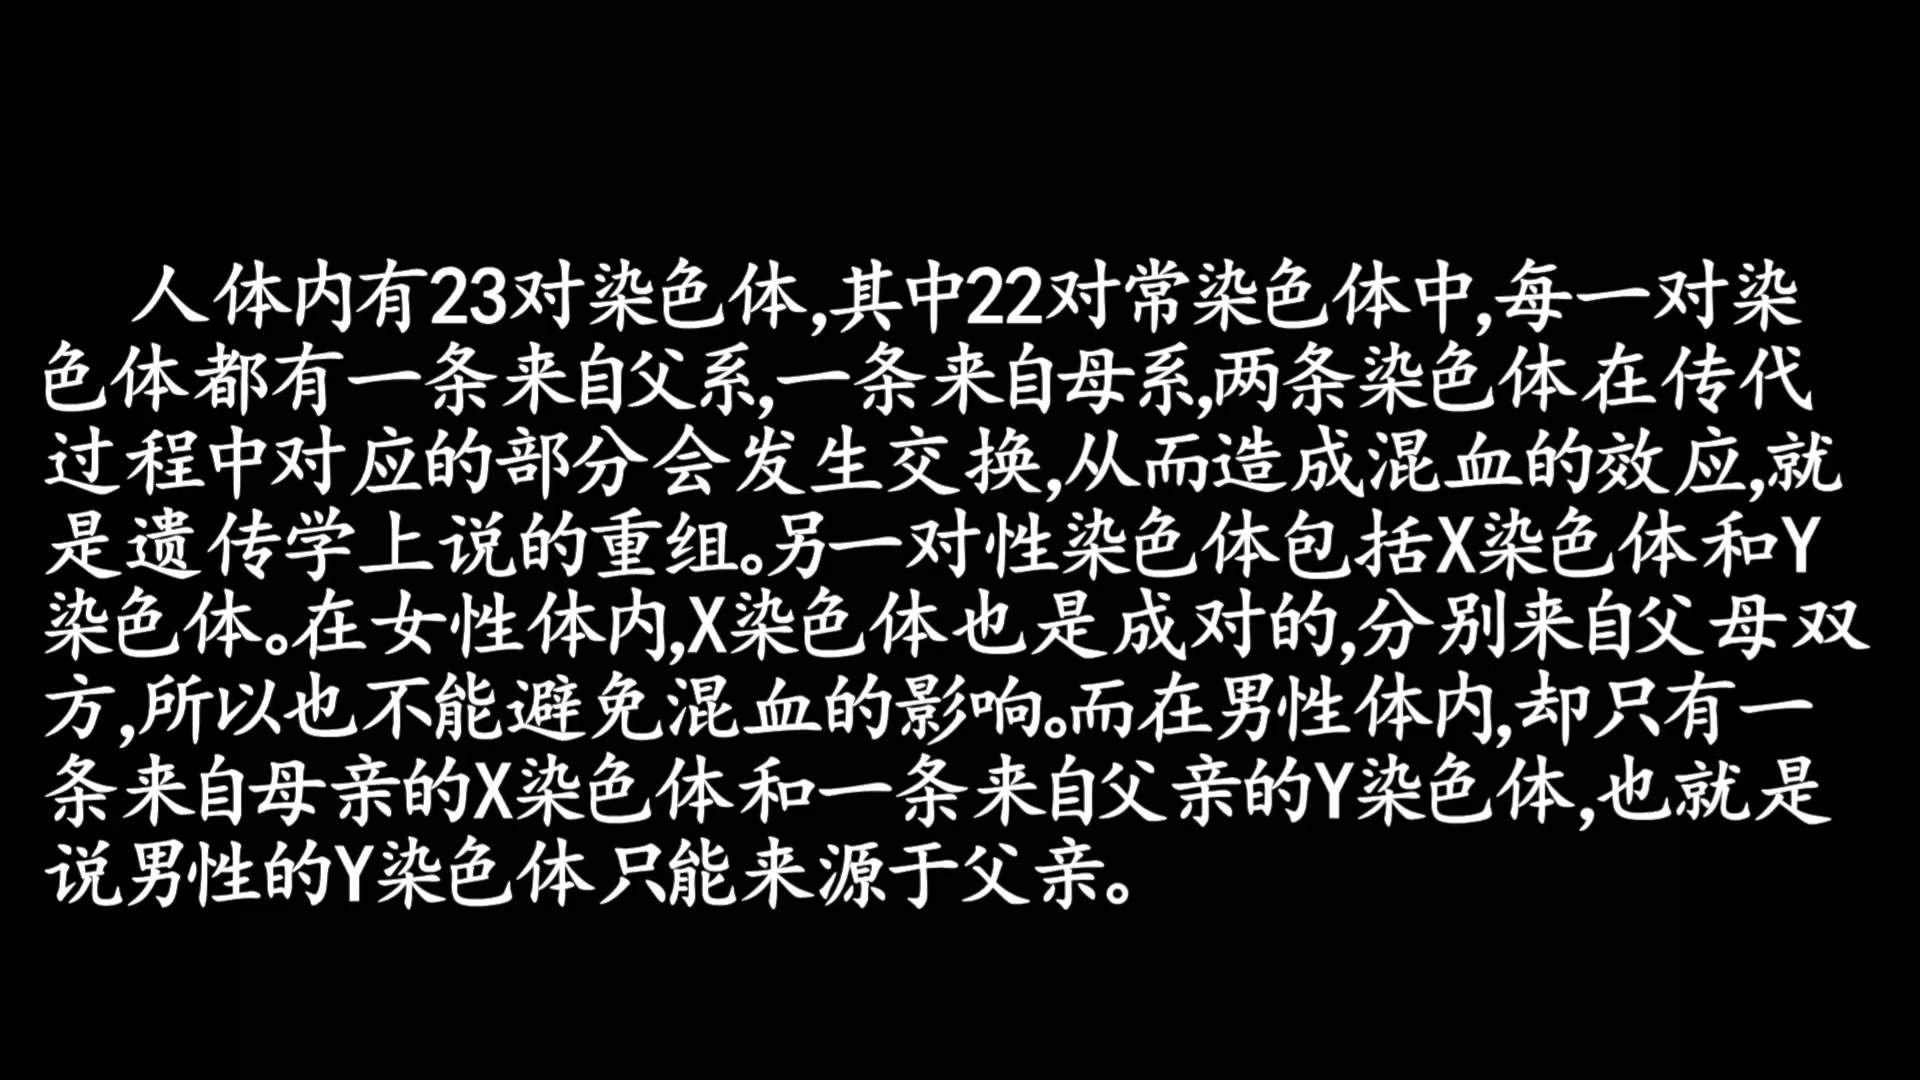 人体内有23对染色体,其中22对常染色体中,每一对染
色体都有一条来自父系,一条来自母系,两条染色体在传代
过程中对应的部分会发生交换,从而造成混血的效应,就
是遗传学上说的重组。另一对性染色体包括X染色体和Y
染色体。在女性体内,X染色体也是成对的,分别来自父母双
方,所以也不能避免混血的影响。而在男性体内,却只有一
条来自母亲的X染色体和一条来自父亲的Y染色体,也就是
说男性的Y染色体只能来源于父亲。